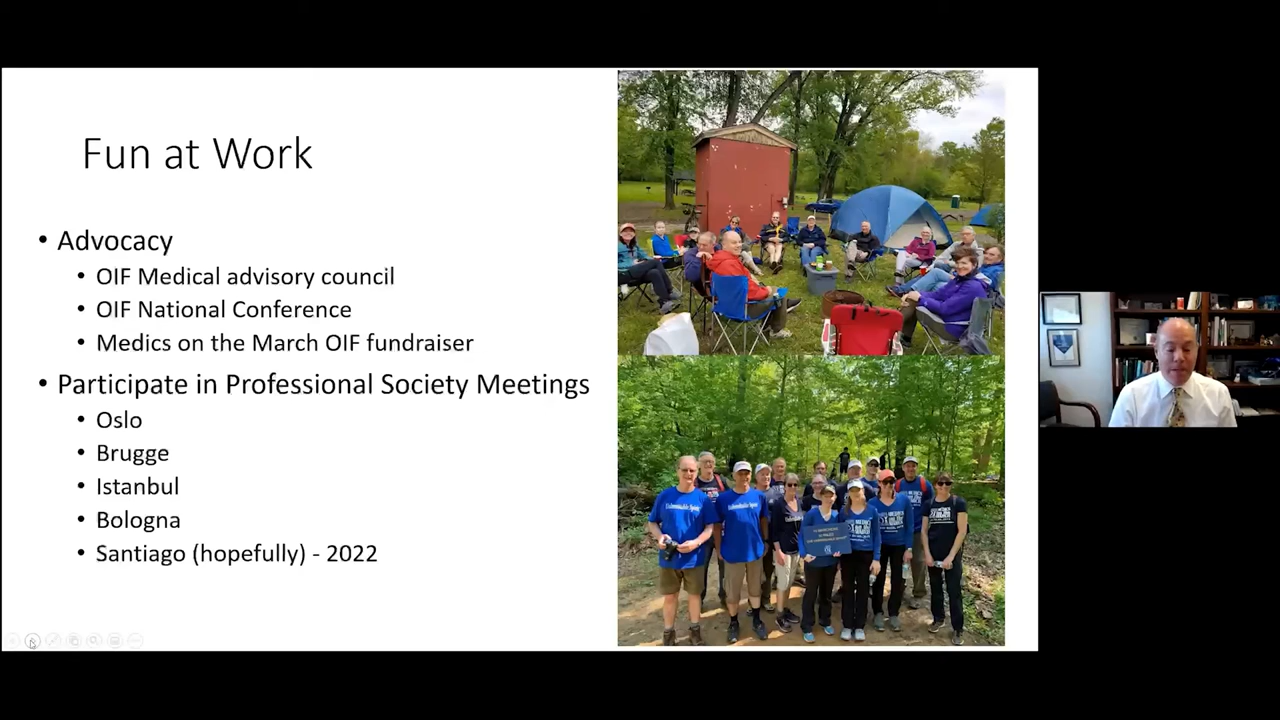 Fun at Work
• Advocacy
• OIF Medical advisory council
• OIF National Conference
• Medics on the March OIF fundraiser
• Participate in Professional Society Meetings
• Oslo
• Brugge
• Istanbul
• Bologna
• Santiago (hopefully) - 2022